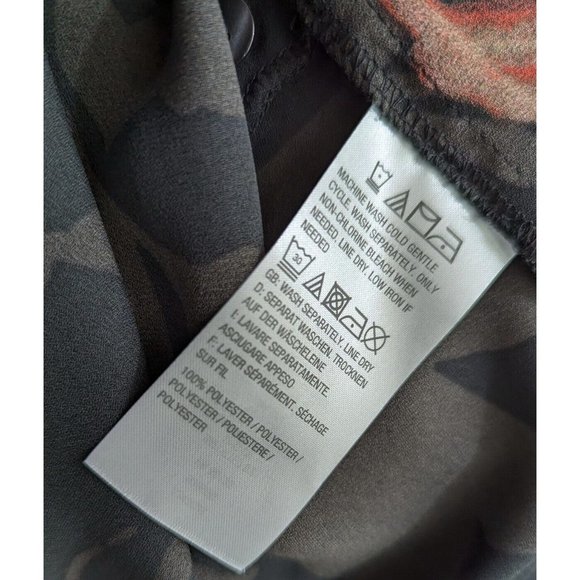 MACHINE WASH COLD GENTLE
CYCLE. WASH SEPARATELY. ONLY
NON-CHLORINE BLEACH WHEN
NEEDED. LINE DRY. LOW IRON IF
NEEDED
30
GB: WASH SEPARATELY. LINE DRY
D: SEPARAT WASCHEN. TROCKNEN
AUF DER WÄSCHELEINE
I: LAVARE SEPARATAMENTE.
ASCIUGARE APPESO
F: LAVER SÉPARÉMENT. SÉCHAGE
SUR FIL
100% POLYESTER / POLYESTER /
POLYESTER / POLIESTERE /
POLYESTER